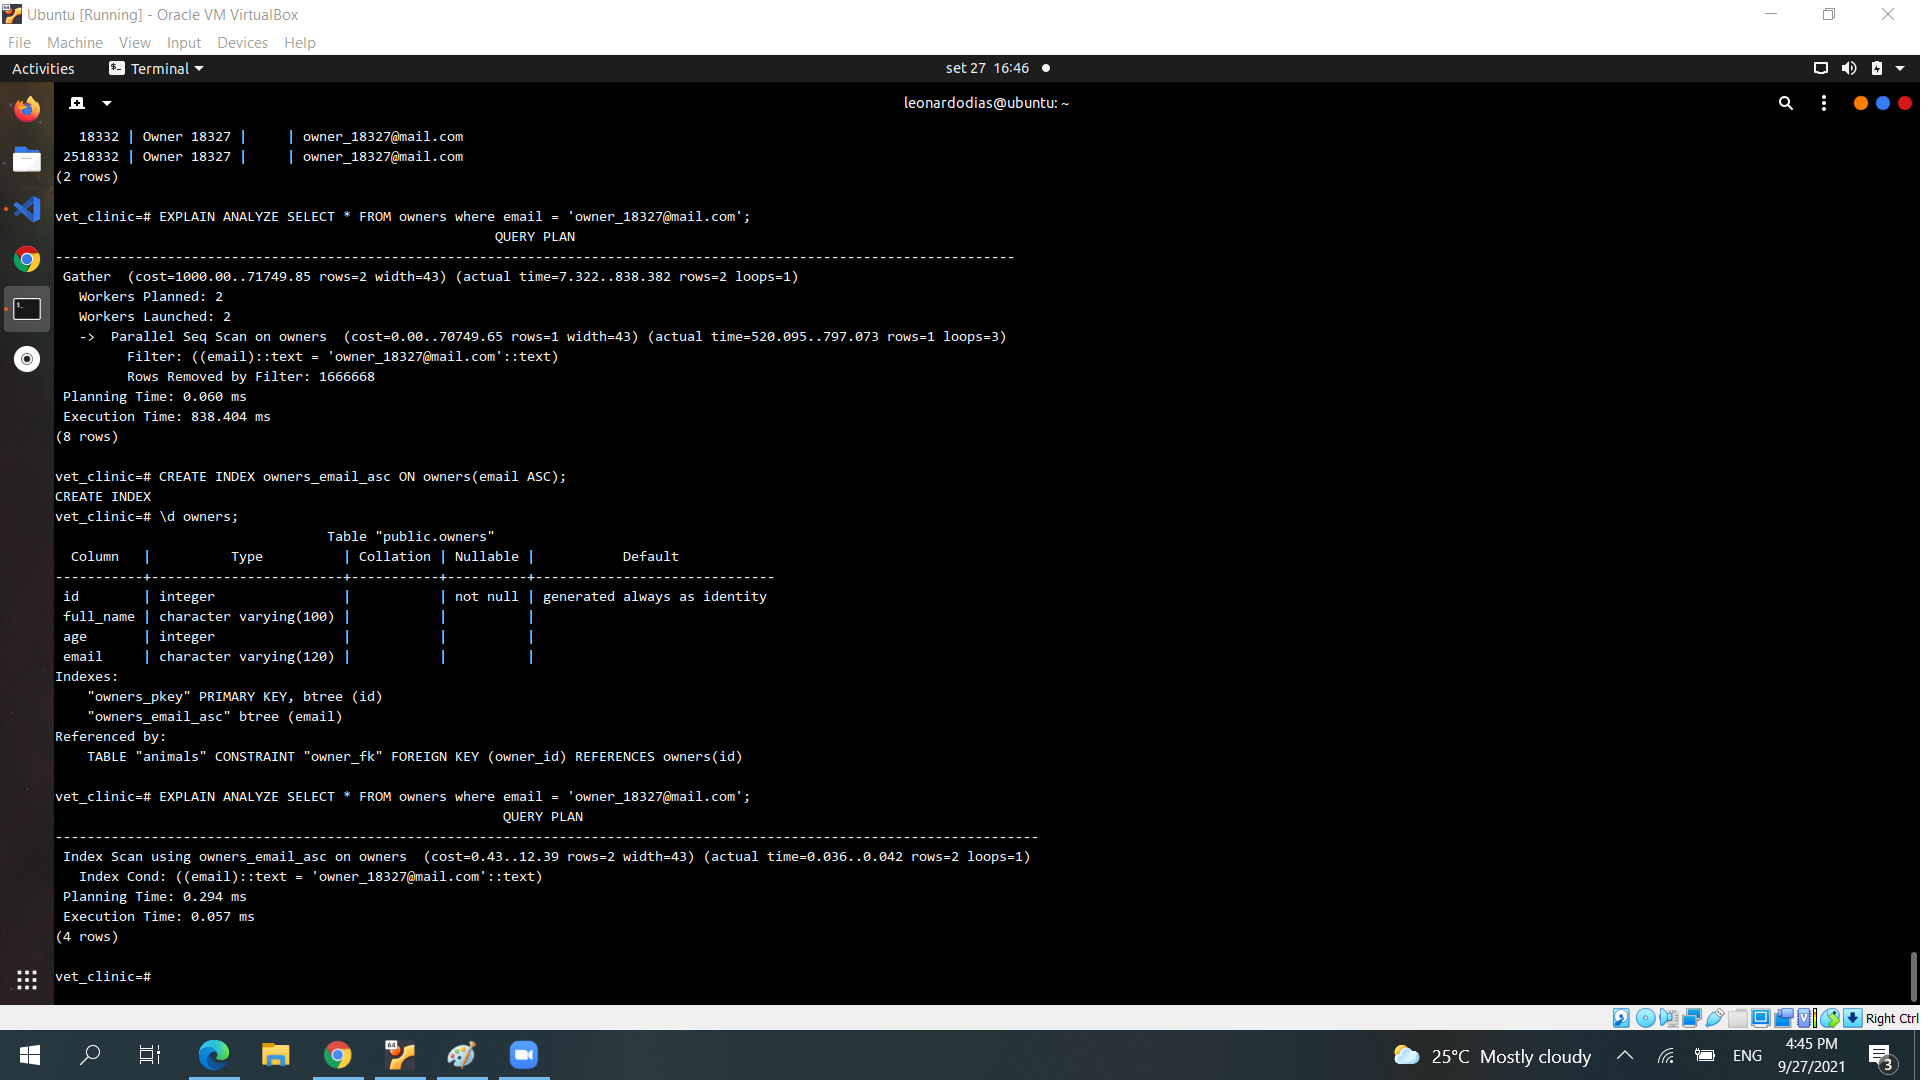 Ubuntu [Running] - Oracle VM VirtualBox
File Machine View Input Devices Help
Activities Terminal set 27 16:46
leonardodias@ubuntu: ~
   18332 | Owner 18327 |     | owner_18327@mail.com
 2518332 | Owner 18327 |     | owner_18327@mail.com
(2 rows)
vet_clinic=# EXPLAIN ANALYZE SELECT * FROM owners where email = 'owner_18327@mail.com';
QUERY PLAN
------------------------------------------------------------------------------------------------------------------------
 Gather  (cost=1000.00..71749.85 rows=2 width=43) (actual time=7.322..838.382 rows=2 loops=1)
   Workers Planned: 2
   Workers Launched: 2
   ->  Parallel Seq Scan on owners  (cost=0.00..70749.65 rows=1 width=43) (actual time=520.095..797.073 rows=1 loops=3)
         Filter: ((email)::text = 'owner_18327@mail.com'::text)
         Rows Removed by Filter: 1666668
 Planning Time: 0.060 ms
 Execution Time: 838.404 ms
(8 rows)
vet_clinic=# CREATE INDEX owners_email_asc ON owners(email ASC);
CREATE INDEX
vet_clinic=# \d owners;
                                  Table "public.owners"
  Column   |          Type          | Collation | Nullable |           Default
-----------+------------------------+-----------+----------+------------------------------
 id        | integer                |           | not null | generated always as identity
 full_name | character varying(100) |           |          |
 age       | integer                |           |          |
 email     | character varying(120) |           |          |
Indexes:
    "owners_pkey" PRIMARY KEY, btree (id)
    "owners_email_asc" btree (email)
Referenced by:
    TABLE "animals" CONSTRAINT "owner_fk" FOREIGN KEY (owner_id) REFERENCES owners(id)
vet_clinic=# EXPLAIN ANALYZE SELECT * FROM owners where email = 'owner_18327@mail.com';
QUERY PLAN
---------------------------------------------------------------------------------------------------------------------------
 Index Scan using owners_email_asc on owners  (cost=0.43..12.39 rows=2 width=43) (actual time=0.036..0.042 rows=2 loops=1)
   Index Cond: ((email)::text = 'owner_18327@mail.com'::text)
 Planning Time: 0.294 ms
 Execution Time: 0.057 ms
(4 rows)
vet_clinic=#
Right Ctrl
64
25°C Mostly cloudy ENG 4:45 PM
9/27/2021
3